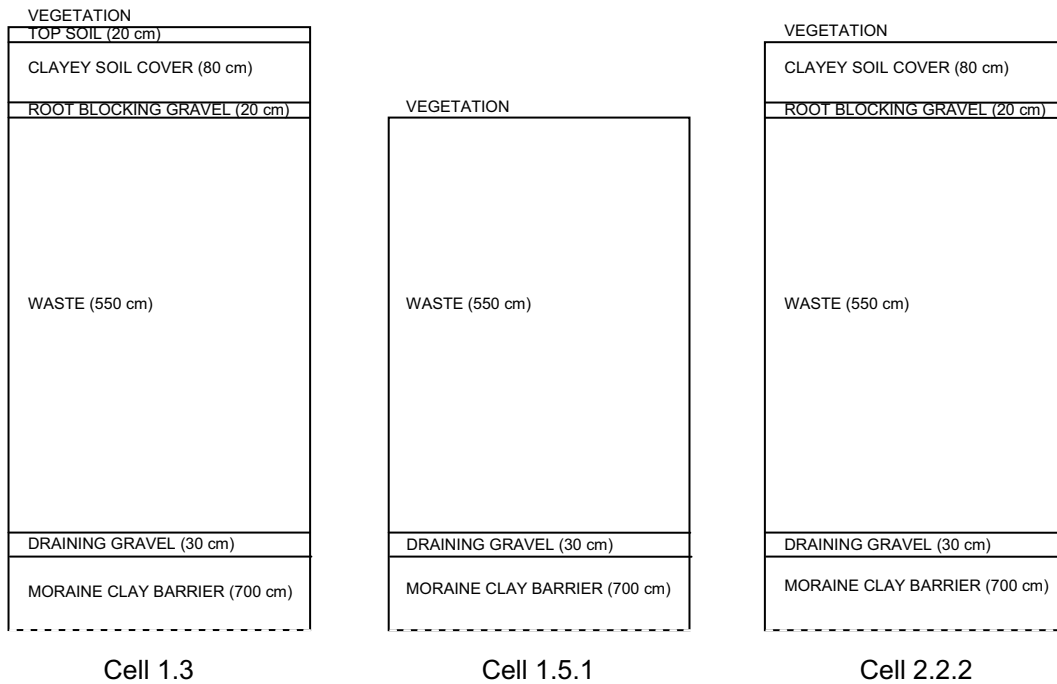 VEGETATION
TOP SOIL (20 cm)
CLAYEY SOIL COVER (80 cm)
ROOT BLOCKING GRAVEL (20 cm)
WASTE (550 cm)
DRAINING GRAVEL (30 cm)
MORAINE CLAY BARRIER (700 cm)
Cell 1.3
VEGETATION
WASTE (550 cm)
DRAINING GRAVEL (30 cm)
MORAINE CLAY BARRIER (700 cm)
Cell 1.5.1
VEGETATION
CLAYEY SOIL COVER (80 cm)
ROOT BLOCKING GRAVEL (20 cm)
WASTE (550 cm)
DRAINING GRAVEL (30 cm)
MORAINE CLAY BARRIER (700 cm)
Cell 2.2.2